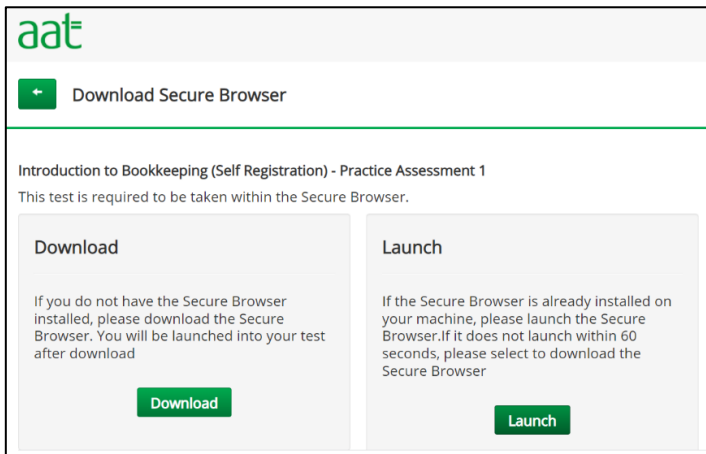 aat
Download Secure Browser
Introduction to Bookkeeping (Self Registration) - Practice Assessment 1
This test is required to be taken within the Secure Browser.
Download
If you do not have the Secure Browser
installed, please download the Secure
Browser. You will be launched into your test
after download
Download
Launch
If the Secure Browser is already installed on
your machine, please launch the Secure
Browser.If it does not launch within 60
seconds, please select to download the
Secure Browser
Launch